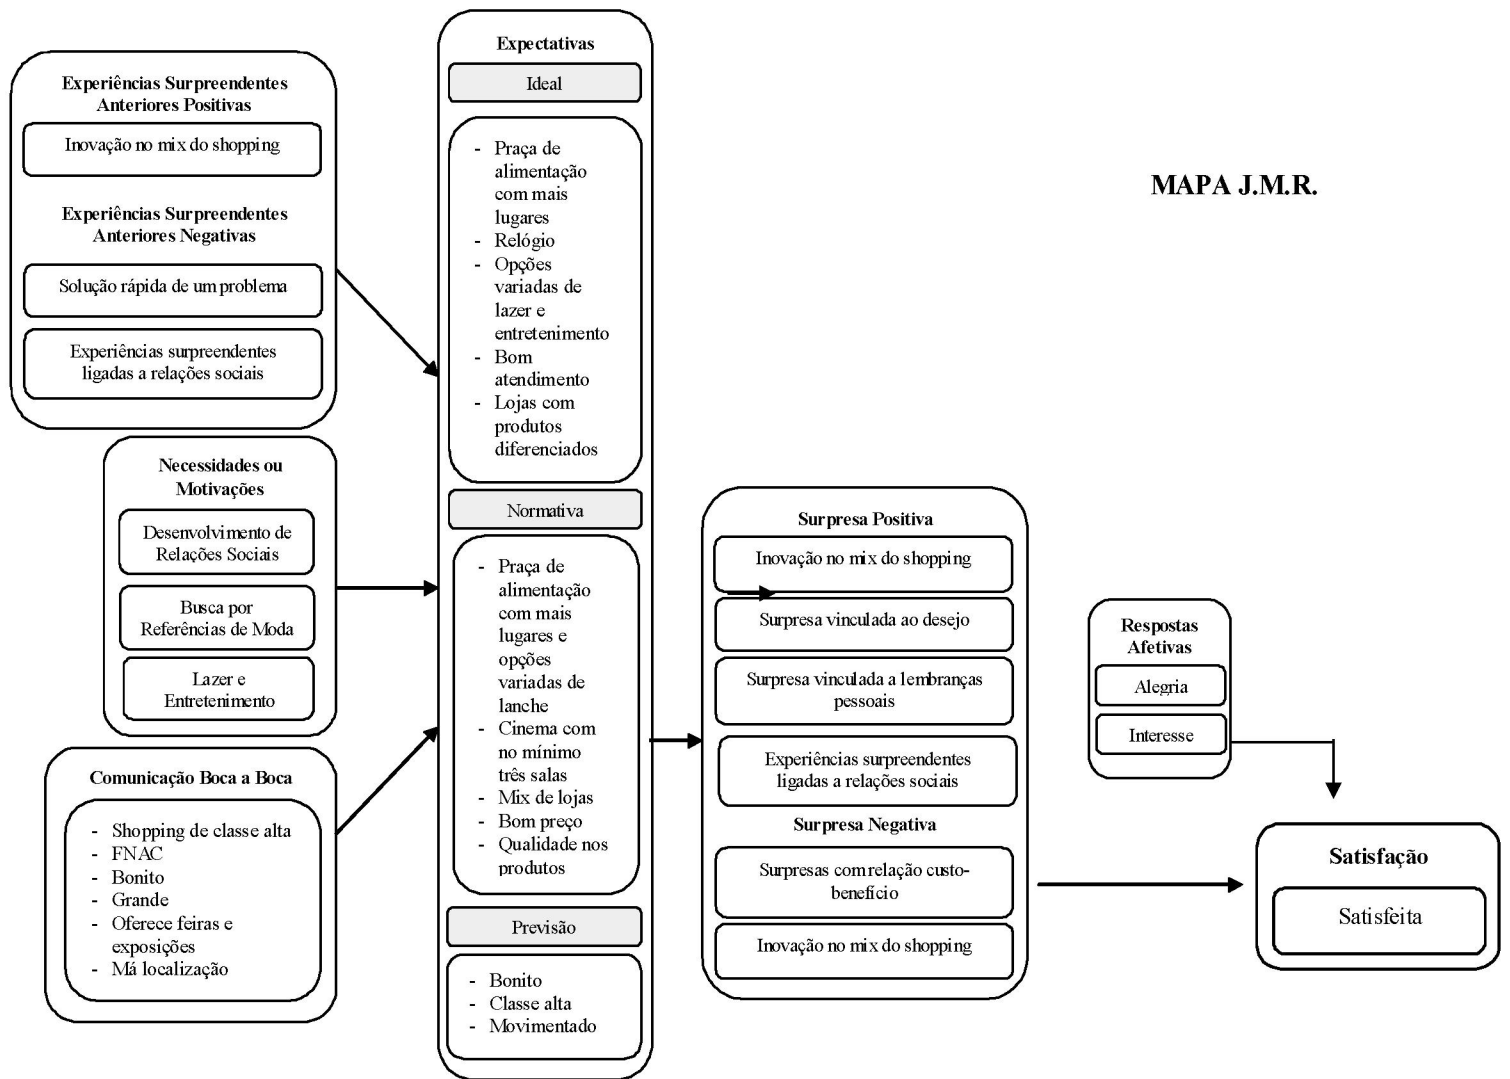 Experiências Surpreendentes
Anteriores Positivas
Inovação no mix do shopping
Experiências Surpreendentes
Anteriores Negativas
Solução rápida de um problema
Experiências surpreendentes
ligadas a relações sociais
Necessidades ou
Motivações
Desenvolvimento de
Relações Sociais
Busca por
Referências de Moda
Lazer e
Entretenimento
Comunicação Boca a Boca
- Shopping de classe alta
- FNAC
- Bonito
- Grande
- Oferece feiras e
exposições
- Má localização
Expectativas
Ideal
- Praça de
alimentação
com mais
lugares
- Relógio
- Opções
variadas de
lazer e
entretenimento
- Bom
atendimento
- Lojas com
produtos
diferenciados
Normativa
- Praça de
alimentação
com mais
lugares e
opções
variadas de
lanche
- Cinema com
no mínimo
três salas
- Mix de lojas
- Bom preço
- Qualidade nos
produtos
Previsão
- Bonito
- Classe alta
- Movimentado
MAPA J.M.R.
Surpresa Positiva
Inovação no mix do shopping
Surpresa vinculada ao desejo
Surpresa vinculada a lembranças
pessoais
Experiências surpreendentes
ligadas a relações sociais
Surpresa Negativa
Surpresas com relação custo-
benefício
Inovação no mix do shopping
Respostas
Afetivas
Alegria
Interesse
Satisfação
Satisfeita